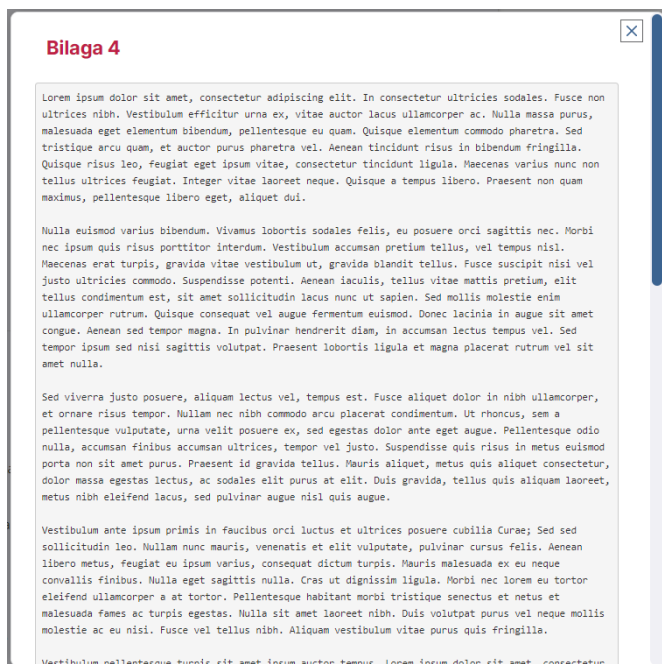 Bilaga 4
Lorem ipsum dolor sit amet, consectetur adipiscing elit. In consectetur ultricies sodales. Fusce non
ultrices nibh. Vestibulum efficitur urna ex, vitae auctor lacus ullamcorper ac. Nulla massa purus,
malesuada eget elementum bibendum, pellentesque eu quam. Quisque elementum commodo pharetra. Sed
tristique arcu quam, et auctor purus pharetra vel. Aenean tincidunt risus in bibendum fringilla.
Quisque risus leo, feugiat eget ipsum vitae, consectetur tincidunt ligula. Maecenas varius nunc non
tellus ultrices feugiat. Integer vitae laoreet neque. Quisque a tempus libero. Praesent non quam
maximus, pellentesque libero eget, aliquet dui.
Nulla euismod varius bibendum. Vivamus lobortis sodales felis, eu posuere orci sagittis nec. Morbi
nec ipsum quis risus porttitor interdum. Vestibulum accumsan pretium tellus, vel tempus nisl.
Maecenas erat turpis, gravida vitae vestibulum ut, gravida blandit tellus. Fusce suscipit nisi vel
justo ultricies commodo. Suspendisse potenti. Aenean iaculis, tellus vitae mattis pretium, elit
tellus condimentum est, sit amet sollicitudin lacus nunc ut sapien. Sed mollis molestie enim
ullamcorper rutrum. Quisque consequat vel augue fermentum euismod. Donec lacinia in augue sit amet
congue. Aenean sed tempor magna. In pulvinar hendrerit diam, in accumsan lectus tempus vel. Sed
tempor ipsum sed nisi sagittis volutpat. Praesent lobortis ligula et magna placerat rutrum vel sit
amet nulla.
Sed viverra justo posuere, aliquam lectus vel, tempus est. Fusce aliquet dolor in nibh ullamcorper,
et ornare risus tempor. Nullam nec nibh commodo arcu placerat condimentum. Ut rhoncus, sem a
pellentesque vulputate, urna velit posuere ex, sed egestas dolor ante eget augue. Pellentesque odio
nulla, accumsan finibus accumsan ultrices, tempor vel justo. Suspendisse quis risus in metus euismod
porta non sit amet purus. Praesent id gravida tellus. Mauris aliquet, metus quis aliquet consectetur,
dolor massa egestas lectus, ac sodales elit purus at elit. Duis gravida, tellus quis aliquam laoreet,
metus nibh eleifend lacus, sed pulvinar augue nisl quis augue.
Vestibulum ante ipsum primis in faucibus orci luctus et ultrices posuere cubilia Curae; Sed sed
sollicitudin leo. Nullam nunc mauris, venenatis et elit vulputate, pulvinar cursus felis. Aenean
libero metus, feugiat eu ipsum varius, consequat dictum turpis. Mauris malesuada ex eu neque
convallis finibus. Nulla eget sagittis nulla. Cras ut dignissim ligula. Morbi nec lorem eu tortor
eleifend ullamcorper a at tortor. Pellentesque habitant morbi tristique senectus et netus et
malesuada fames ac turpis egestas. Nulla sit amet laoreet nibh. Duis volutpat purus vel neque mollis
molestie ac eu nisi. Fusce vel tellus nibh. Aliquam vestibulum vitae purus quis fringilla.
Vestibulum pellentesque turpis sit amet ipsum auctor tempus. Lorem ipsum dolor sit amet, consectetur